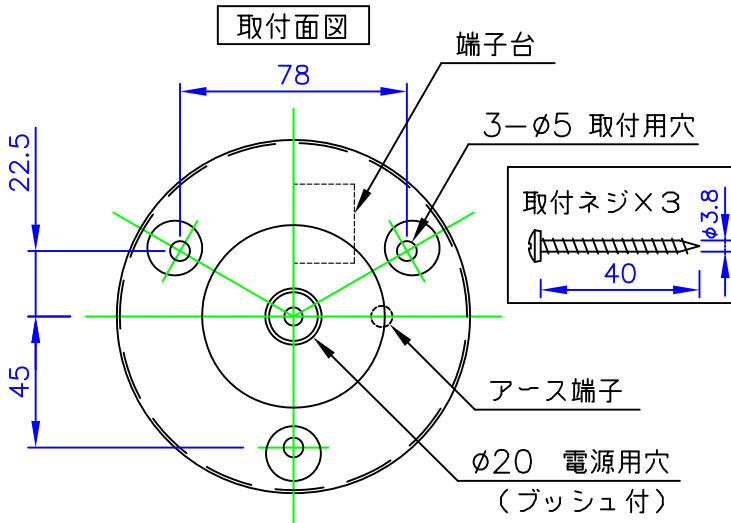 取付面図
端子台
78
3-φ5 取付用穴
22.5
取付ネジ×3
φ3.8
40
45
アース端子
φ20 電源用穴
(ブッシュ付)